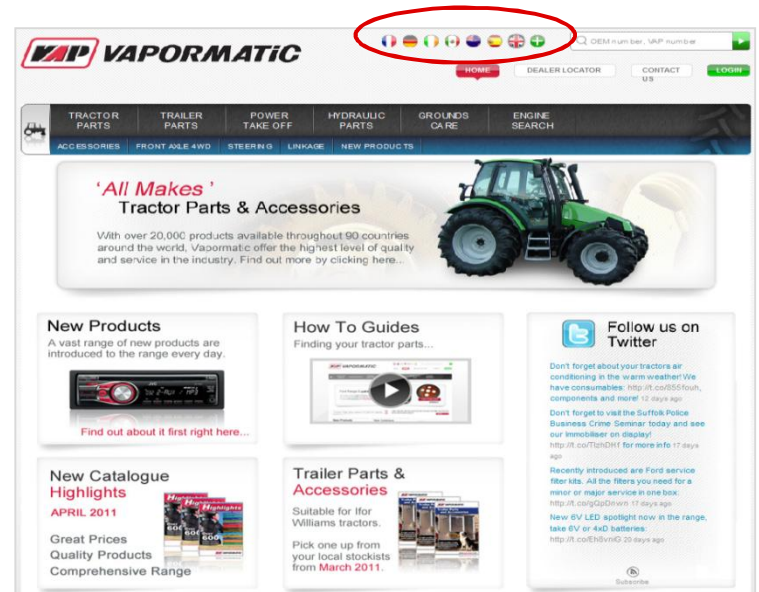 VAP VAPORMATiC
OEM number, VAP number
HOME
DEALER LOCATOR
CONTACT
US
LOGIN
TRACTOR
PARTS
TRAILER
PARTS
POWER
TAKE OFF
HYDRAULIC
PARTS
GROUNDS
CARE
ENGINE
SEARCH
ACCESSORIES
FRONT AXLE 4WD
STEERING
LINKAGE
NEW PRODUCTS
'All Makes '
Tractor Parts & Accessories
With over 20,000 products available throughout 90 countries
around the world, Vapormatic offer the highest level of quality
and service in the industry. Find out more by clicking here...
New Products
A vast range of new products are
introduced to the range every day.
Find out about it first right here...
How To Guides
Finding your tractor parts...
VAPORMATiC
Follow us on
Twitter
Don't forget about your tractors air
conditioning in the warm weather! We
have consumables: http://t.co/855fouh,
components and more! 12 days ago
Don't forget to visit the Suffolk Police
Business Crime Seminar today and see
our immobiliser on display!
http://t.co/TlzhDHf for more info 17 days
ago
Recently introduced are Ford service
filter kits. All the filters you need for a
minor or major service in one box:
http://t.co/gQpDewn 17 days ago
New 6V LED spotlight now in the range,
take 6V or 4xD batteries:
http://t.co/EhSvniG 20 days ago
Subscribe
New Catalogue
Highlights
APRIL 2011
Great Prices
Quality Products
Comprehensive Range
Highlights
Highlights
Highlights
600
Trailer Parts &
Accessories
Suitable for Ifor
Williams tractors.
Pick one up from
your local stockists
from March 2011.